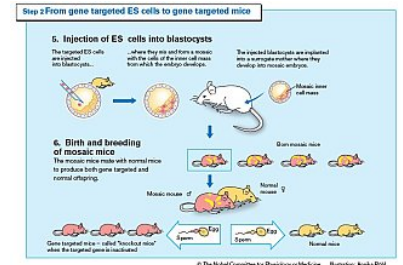 Step 2 From gene targeted ES cells to gene targeted mice
5. Injection of ES cells into blastocysts
The targeted ES cells
are injected
into blastocysts...
...where they mix and form a mosaic
with the cells of the inner cell mass
from which the embryo develops.
The injected blastocysts are implanted
into a surrogate mother where they
develop into mosaic embryos.
Mosaic inner
cell mass
6. Birth and breeding
of mosaic mice
The mosaic mice mate with normal mice
to produce both gene targeted and
normal offspring.
Born mosaic mice
Mosaic mouse ♂
Normal
mouse ♀
Egg
Sperm
Egg
Sperm
Gene targeted mice – called "knockout mice"
when the target gene is inactivated
Normal mice
© The Nobel Committee for Physiology or Medicine Illustration: Annika Röhl